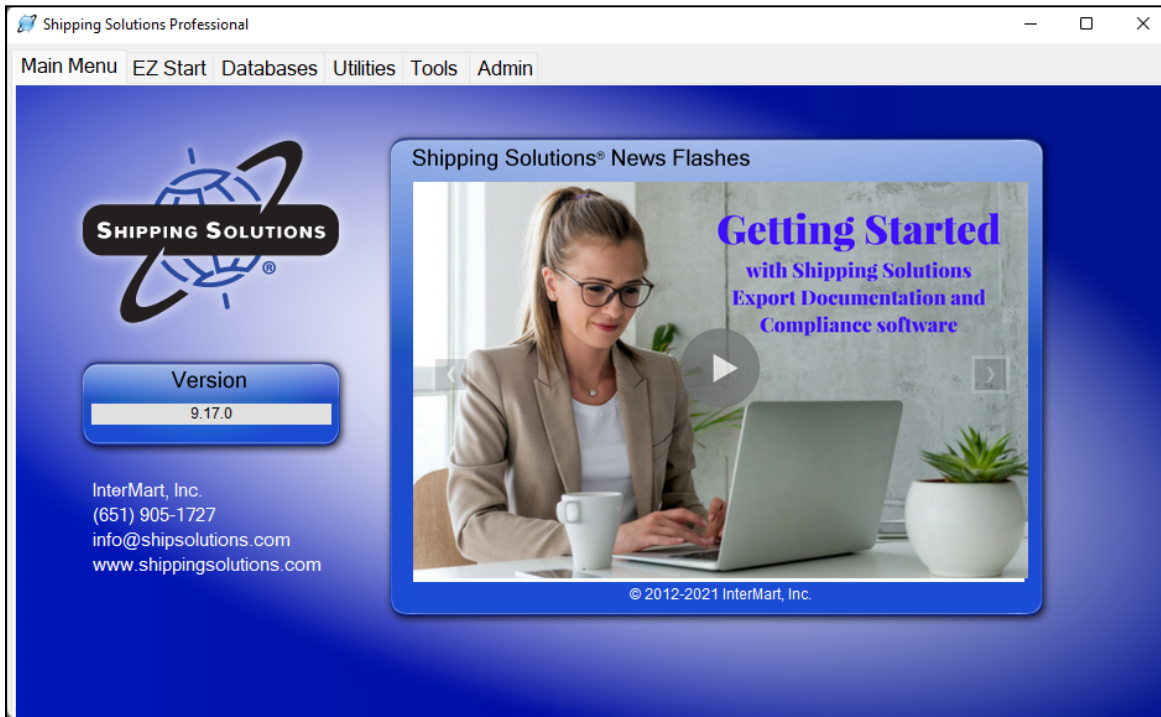 Shipping Solutions Professional
Main Menu EZ Start Databases Utilities Tools Admin
SHIPPING SOLUTIONS
®
Version
9.17.0
InterMart, Inc.
(651) 905-1727
info@shipsolutions.com
www.shippingsolutions.com
Shipping Solutions® News Flashes
Getting Started
with Shipping Solutions
Export Documentation and
Compliance software
© 2012-2021 InterMart, Inc.